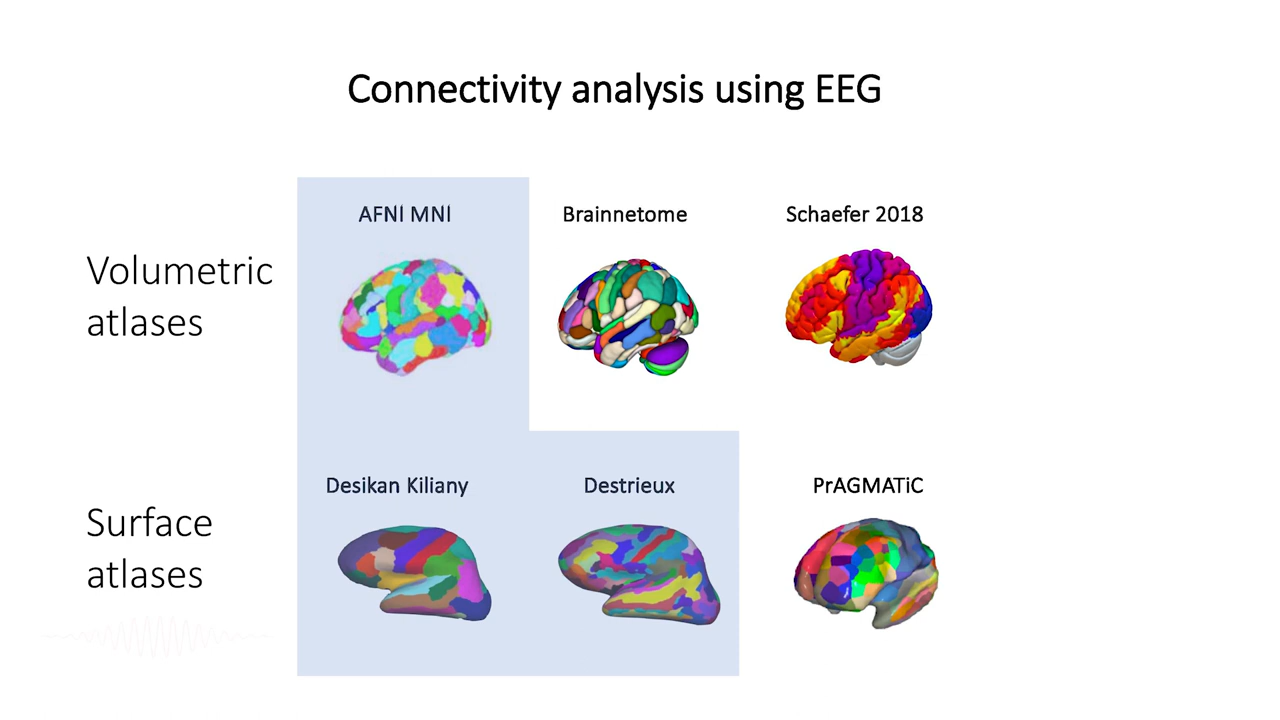 Connectivity analysis using EEG
AFNI MNI
Brainnetome
Schaefer 2018
Volumetric
atlases
Desikan Kiliany
Destrieux
PrAGMATiC
Surface
atlases